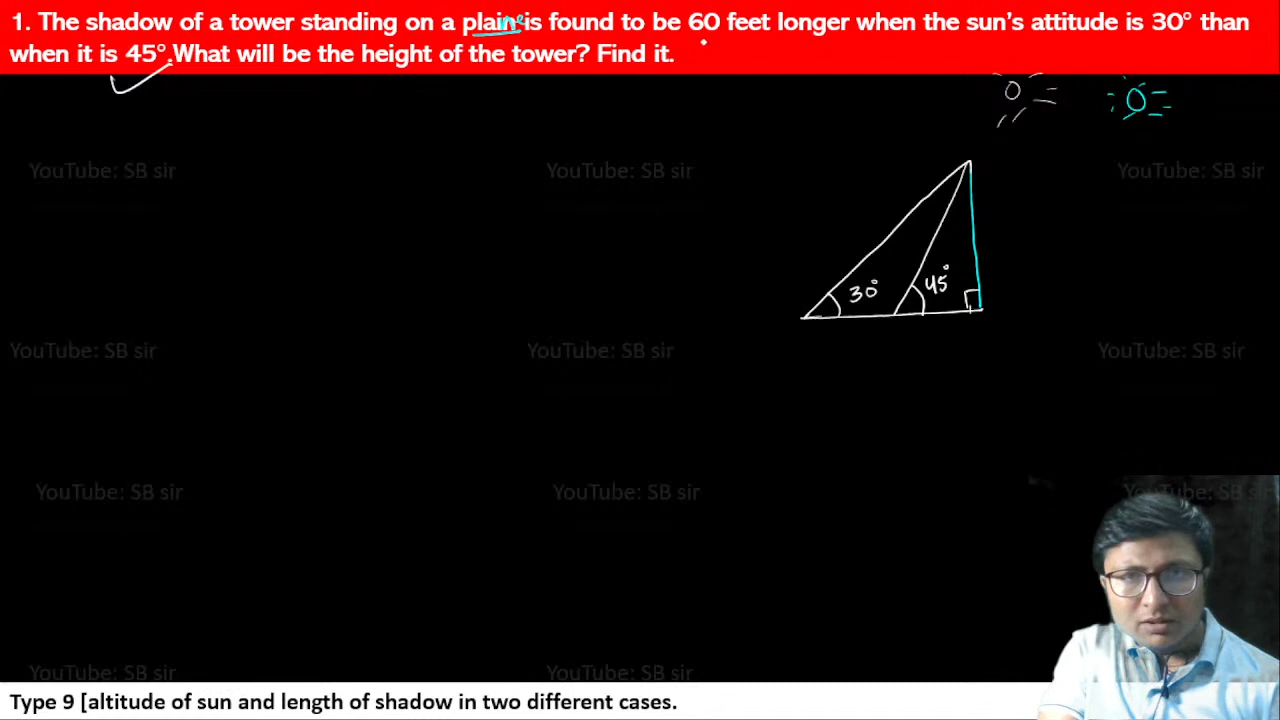 1. The shadow of a tower standing on a plain is found to be 60 feet longer when the sun's attitude is 30° than
when it is 45°.What will be the height of the tower? Find it.
YouTube: SB sir YouTube: SB sir YouTube: SB sir
30° 45°
YouTube: SB sir YouTube: SB sir YouTube: SB sir
YouTube: SB sir YouTube: SB sir YouTube: SB sir
YouTube: SB sir YouTube: SB sir
Type 9 [altitude of sun and length of shadow in two different cases.